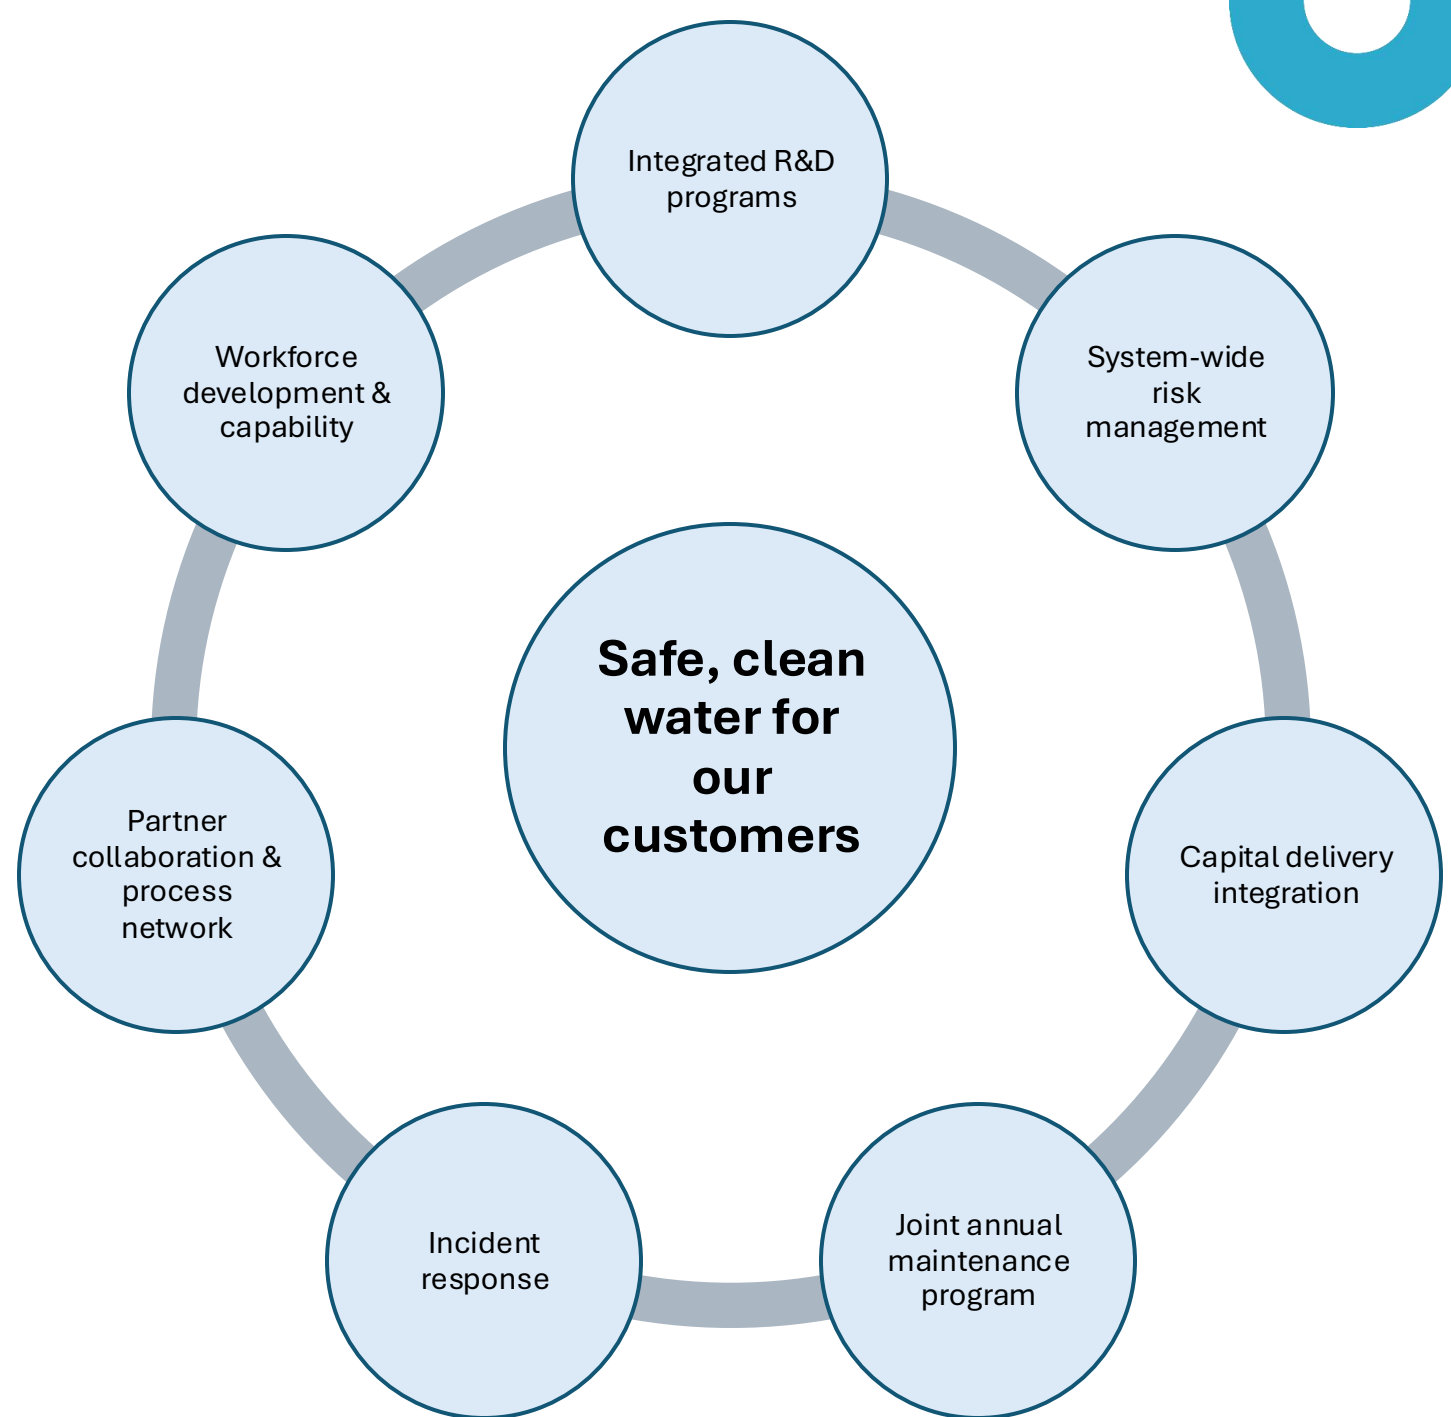 Integrated R&D
programs
System-wide
risk
management
Capital delivery
integration
Joint annual
maintenance
program
Incident
response
Partner
collaboration &
process
network
Workforce
development &
capability
Safe, clean
water for
our
customers